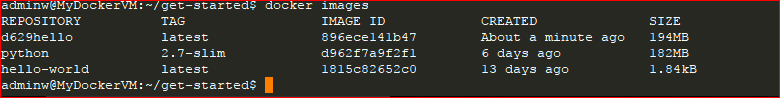 adminw@MyDockerVM:~/get-started$ docker images
REPOSITORY TAG IMAGE ID CREATED SIZE
d629hello latest 896ece141b47 About a minute ago 194MB
python 2.7-slim d962f7a9f2f1 6 days ago 182MB
hello-world latest 1815c82652c0 13 days ago 1.84kB
adminw@MyDockerVM:~/get-started$